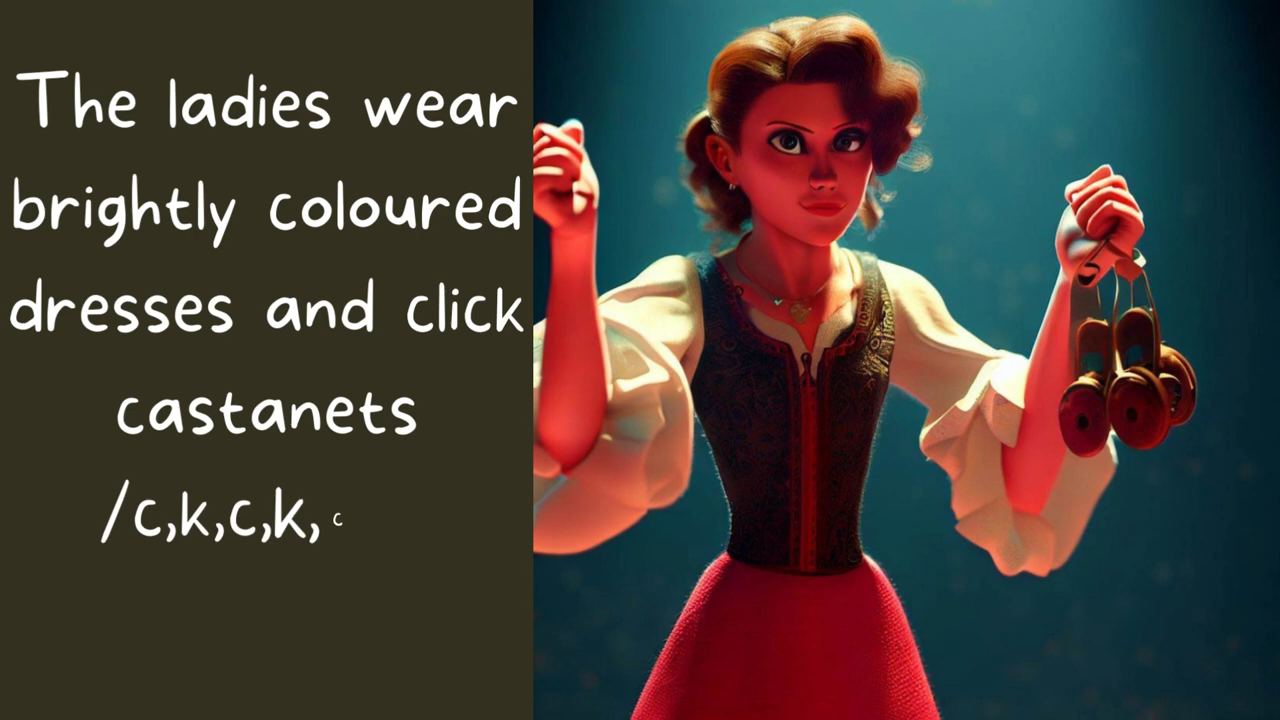 The ladies wear
brightly coloured
dresses and click
castanets
/c,k,c,k, c